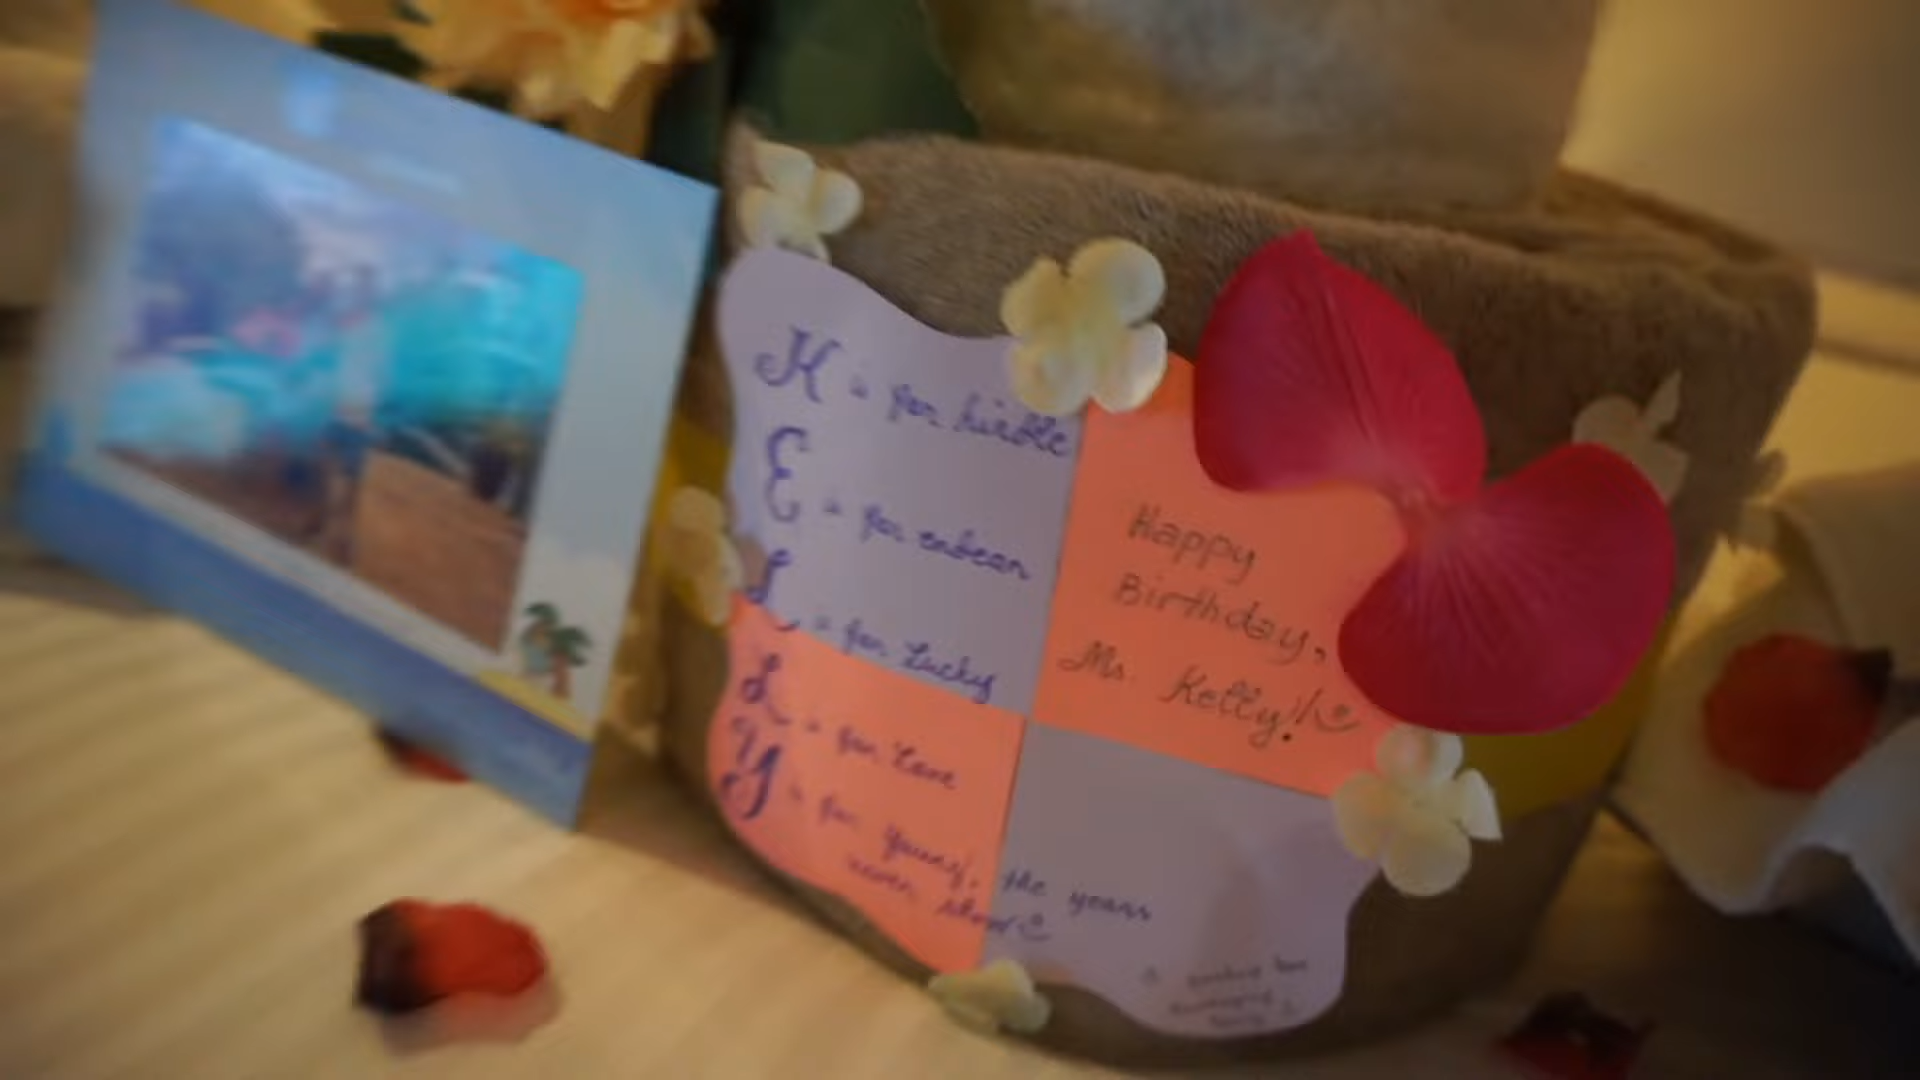 K = for kindle
E = for endear
L = for Lucky
L = for Love
Y = for young, the years
never show
Happy
Birthday,
Ms. Kelly!